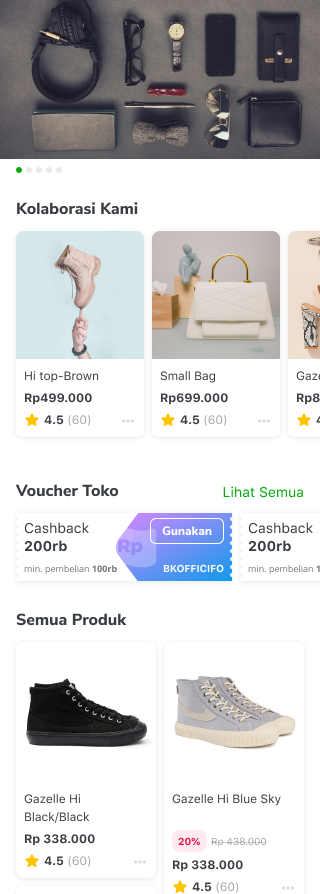 Kolaborasi Kami
Hi top-Brown
Rp499.000
4.5 (60)
Small Bag
Rp699.000
4.5 (60)
Gaze
Rp8
4
Voucher Toko
Lihat Semua
Cashback
200rb
min. pembelian 100rb
Rp
Gunakan
BKOFFICIFO
Cashback
200rb
min. pembelian 1
Semua Produk
Gazelle Hi
Black/Black
Rp 338.000
4.5 (60)
Gazelle Hi Blue Sky
20% Rp 438.000
Rp 338.000
4.5 (60)